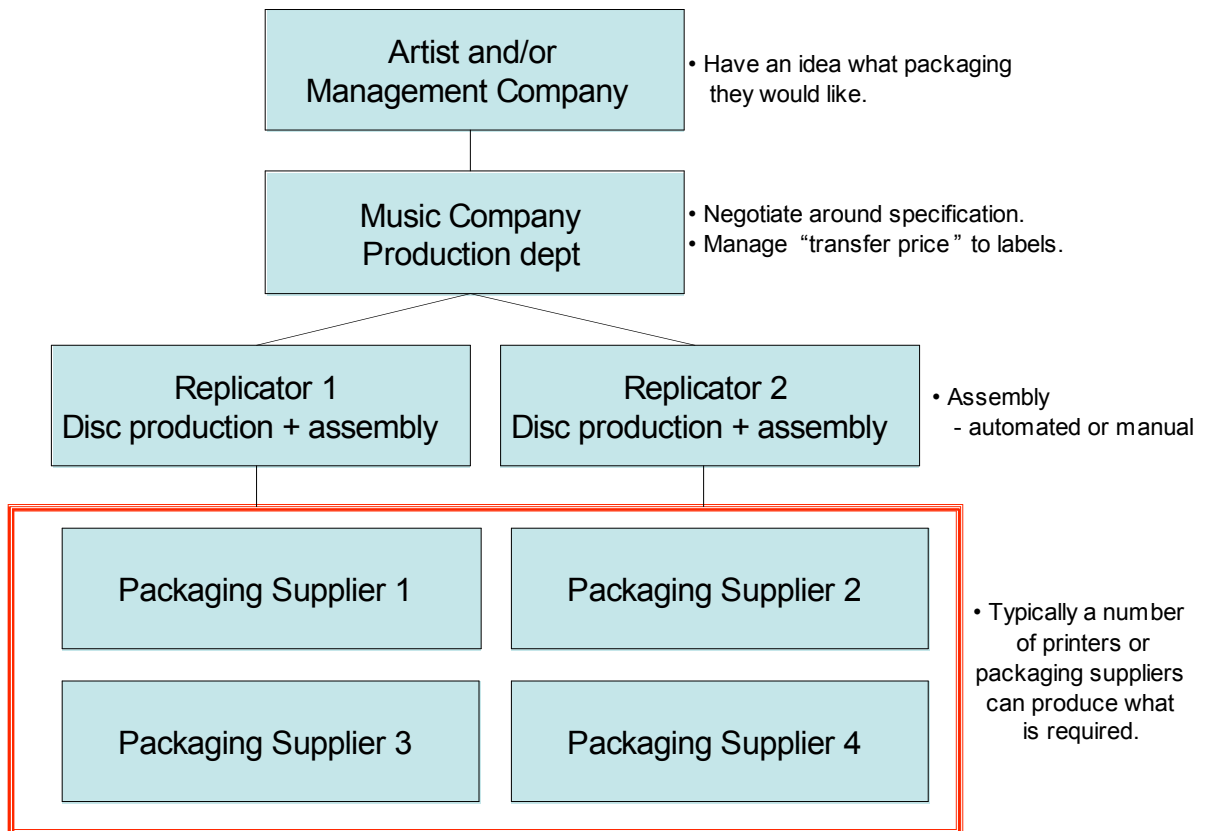 Artist and/or
Management Company
• Have an idea what packaging
they would like.
Music Company
Production dept
• Negotiate around specification.
• Manage “transfer price” to labels.
Replicator 1
Disc production + assembly
Replicator 2
Disc production + assembly
• Assembly
- automated or manual
Packaging Supplier 1
Packaging Supplier 2
Packaging Supplier 3
Packaging Supplier 4
• Typically a number
of printers or
packaging suppliers
can produce what
is required.